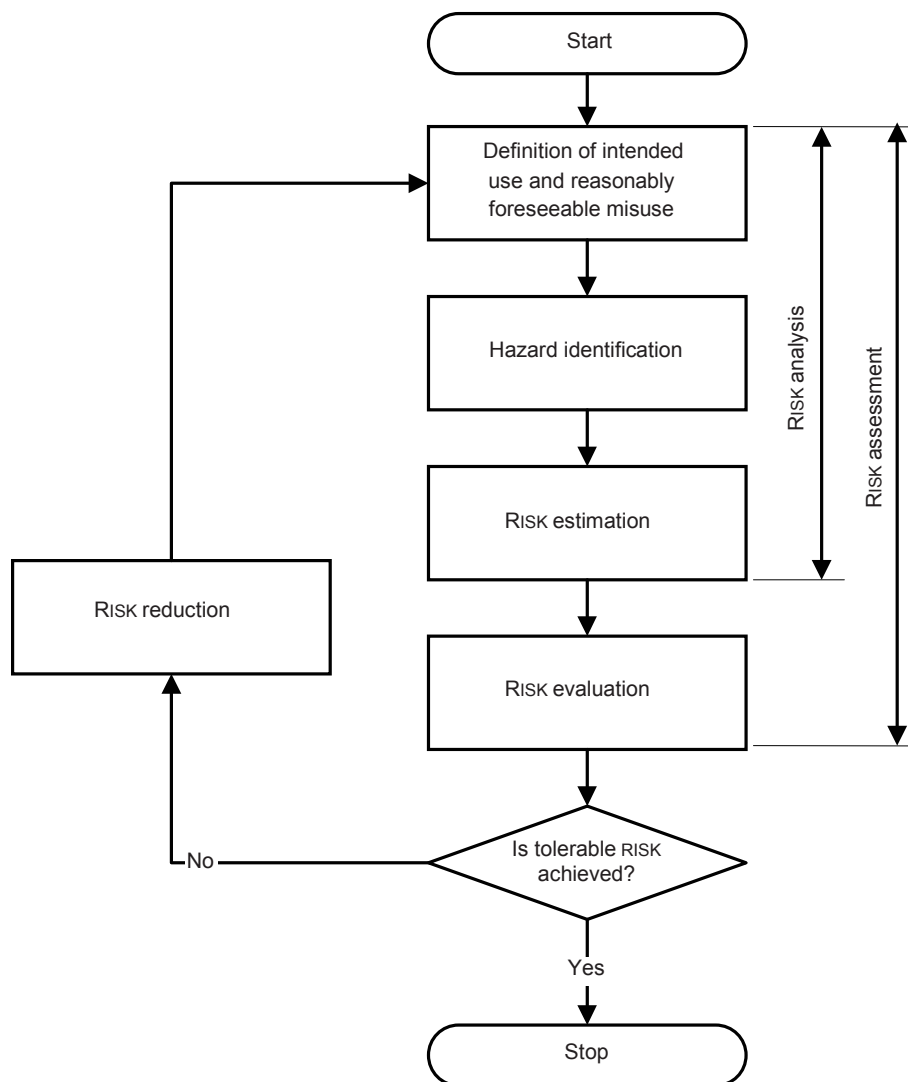 Start
Definition of intended
use and reasonably
foreseeable misuse
Hazard identification
RISK estimation
RISK evaluation
Is tolerable RISK
achieved?
Yes
Stop
No
RISK reduction
RISK analysis
RISK assessment